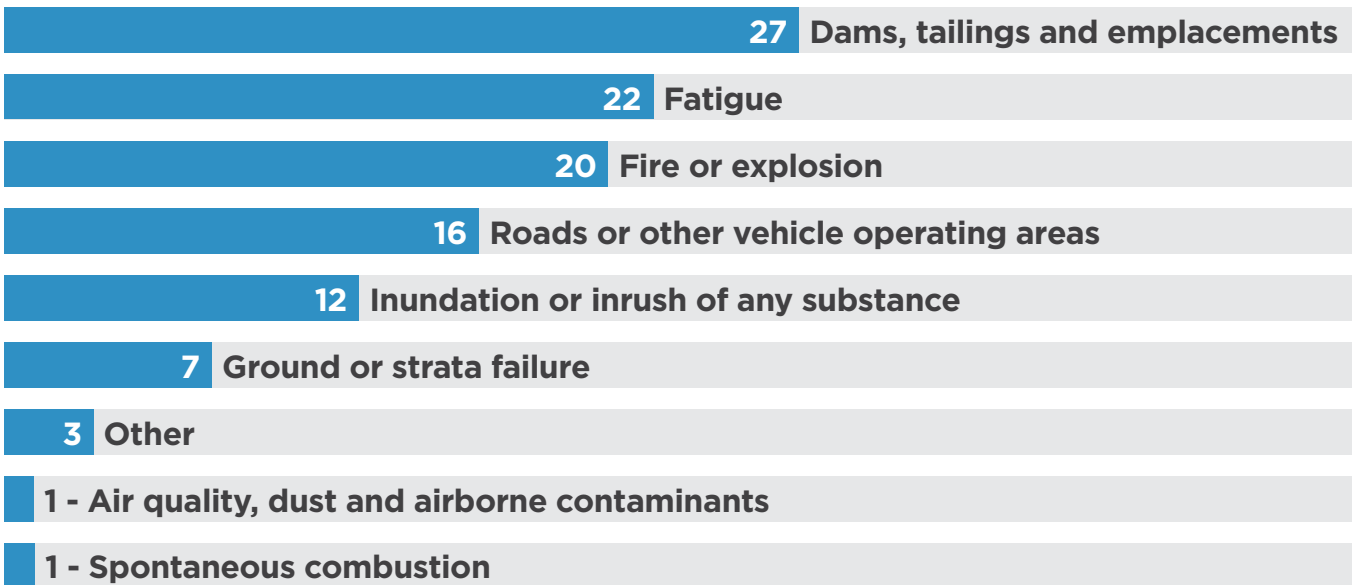 27 Dams, tailings and emplacements
22 Fatigue
20 Fire or explosion
16 Roads or other vehicle operating areas
12 Inundation or inrush of any substance
7 Ground or strata failure
3 Other
1 - Air quality, dust and airborne contaminants
1 - Spontaneous combustion